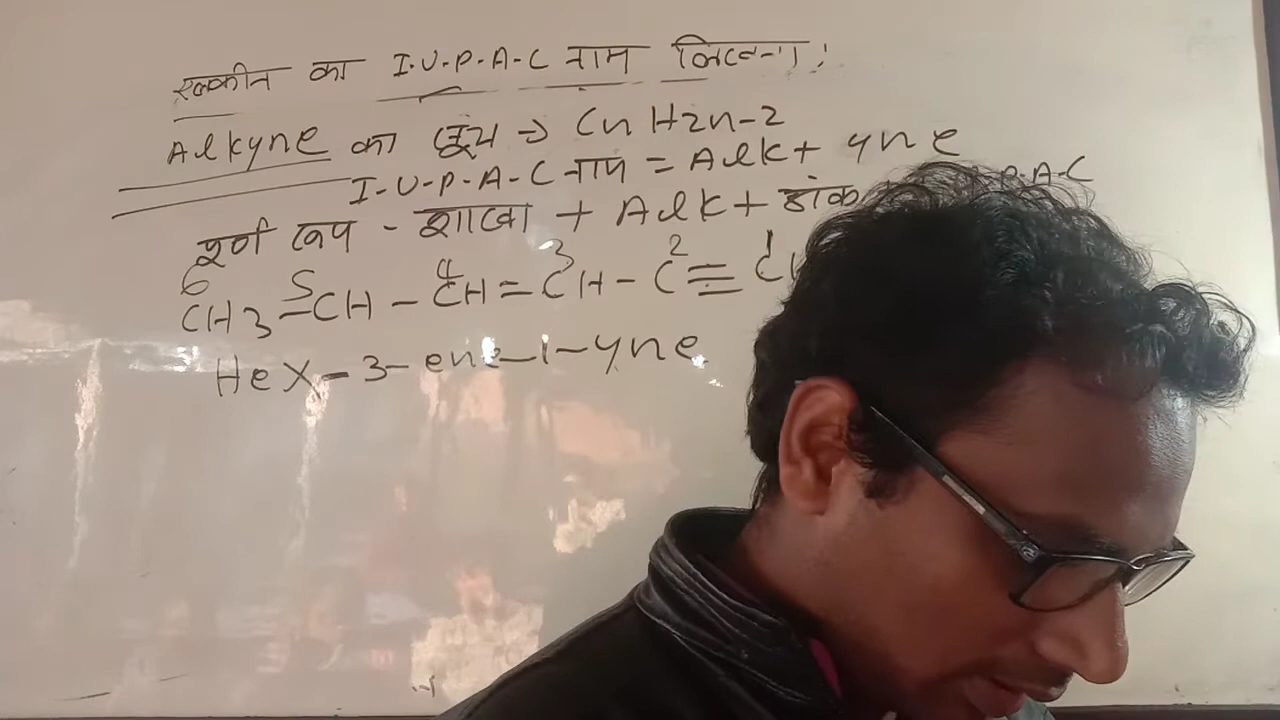 एल्कीन का I.U.P.A.C नाम लिखना!
Alkyne का सूत्र → CnH2n-2
I-U-P-A-C नाम = Alk + yne
पूर्ण रूप - शाखा + Alk + P-A-C
6 5 4 3 2 1
CH3 - CH - CH = CH - C ≡ CH
Hex - 3 - ene - 1 - yne